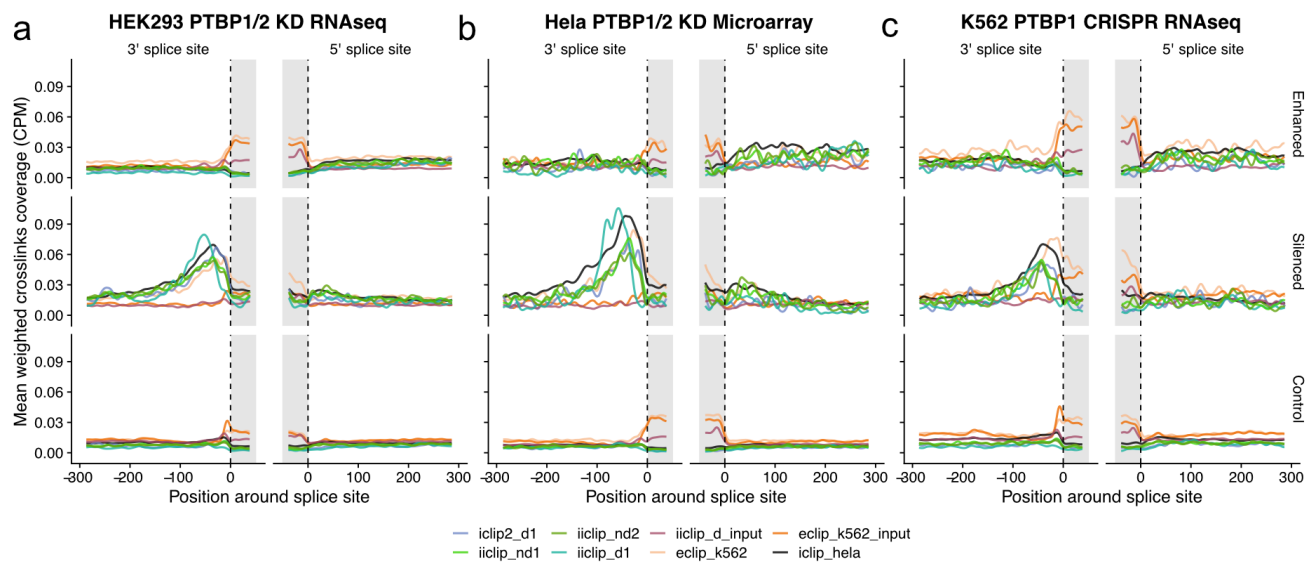 a HEK293 PTBP1/2 KD RNAseq
b Hela PTBP1/2 KD Microarray
c K562 PTBP1 CRISPR RNAseq
3' splice site 5' splice site
3' splice site 5' splice site
3' splice site 5' splice site
Mean weighted crosslinks coverage (CPM)
0.09
0.06
0.03
0.00
Enhanced
0.09
0.06
0.03
0.00
Silenced
0.09
0.06
0.03
0.00
Control
-300 -200 -100 0 0 100 200 300
-300 -200 -100 0 0 100 200 300
-300 -200 -100 0 0 100 200 300
Position around splice site
Position around splice site
Position around splice site
iclip2_d1 iiclip_nd2 iiclip_d_input eclip_k562_input
iiclip_nd1 iiclip_d1 eclip_k562 iclip_hela